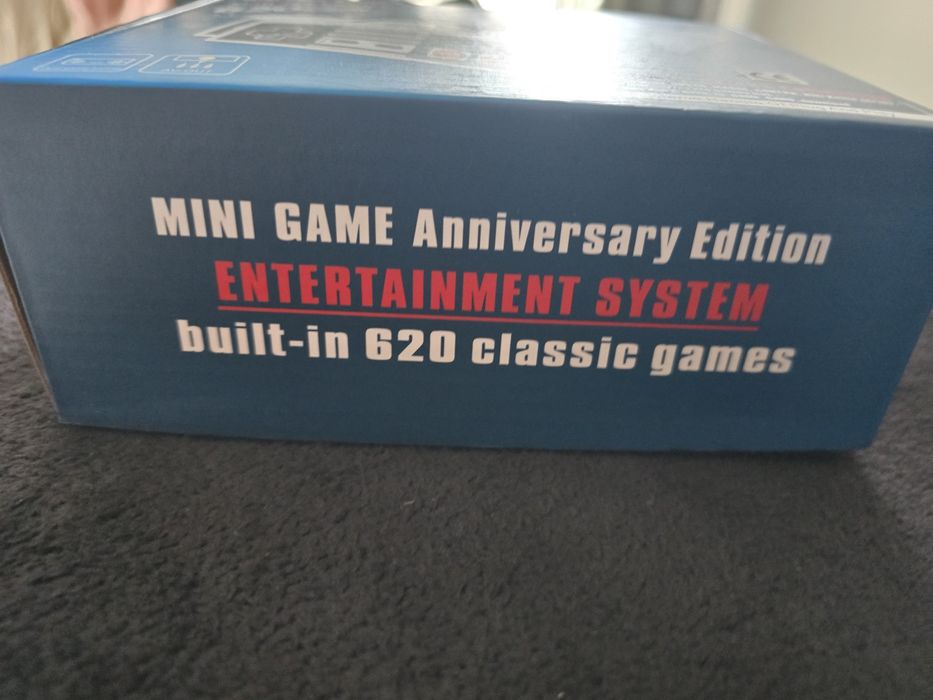 MINI GAME Anniversary Edition
ENTERTAINMENT SYSTEM
built-in 620 classic games